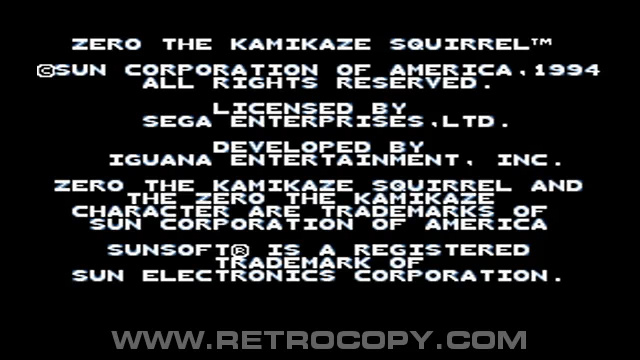 ZERO THE KAMIKAZE SQUIRREL™
©SUN CORPORATION OF AMERICA,1994
ALL RIGHTS RESERVED.
LICENSED BY
SEGA ENTERPRISES,LTD.
DEVELOPED BY
IGUANA ENTERTAINMENT, INC.
ZERO THE KAMIKAZE SQUIRREL AND
THE ZERO THE KAMIKAZE
CHARACTER ARE TRADEMARKS OF
SUN CORPORATION OF AMERICA
SUNSOFT® IS A REGISTERED
TRADEMARK OF
SUN ELECTRONICS CORPORATION.
WWW.RETROCOPY.COM